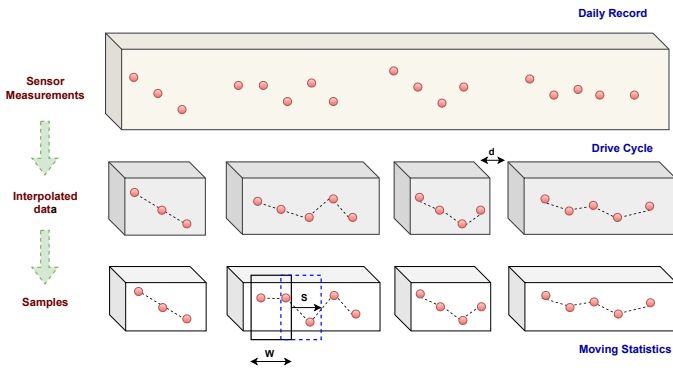 Daily Record
Sensor
Measurements
Drive Cycle
d
Interpolated
data
Samples
S
W
Moving Statistics